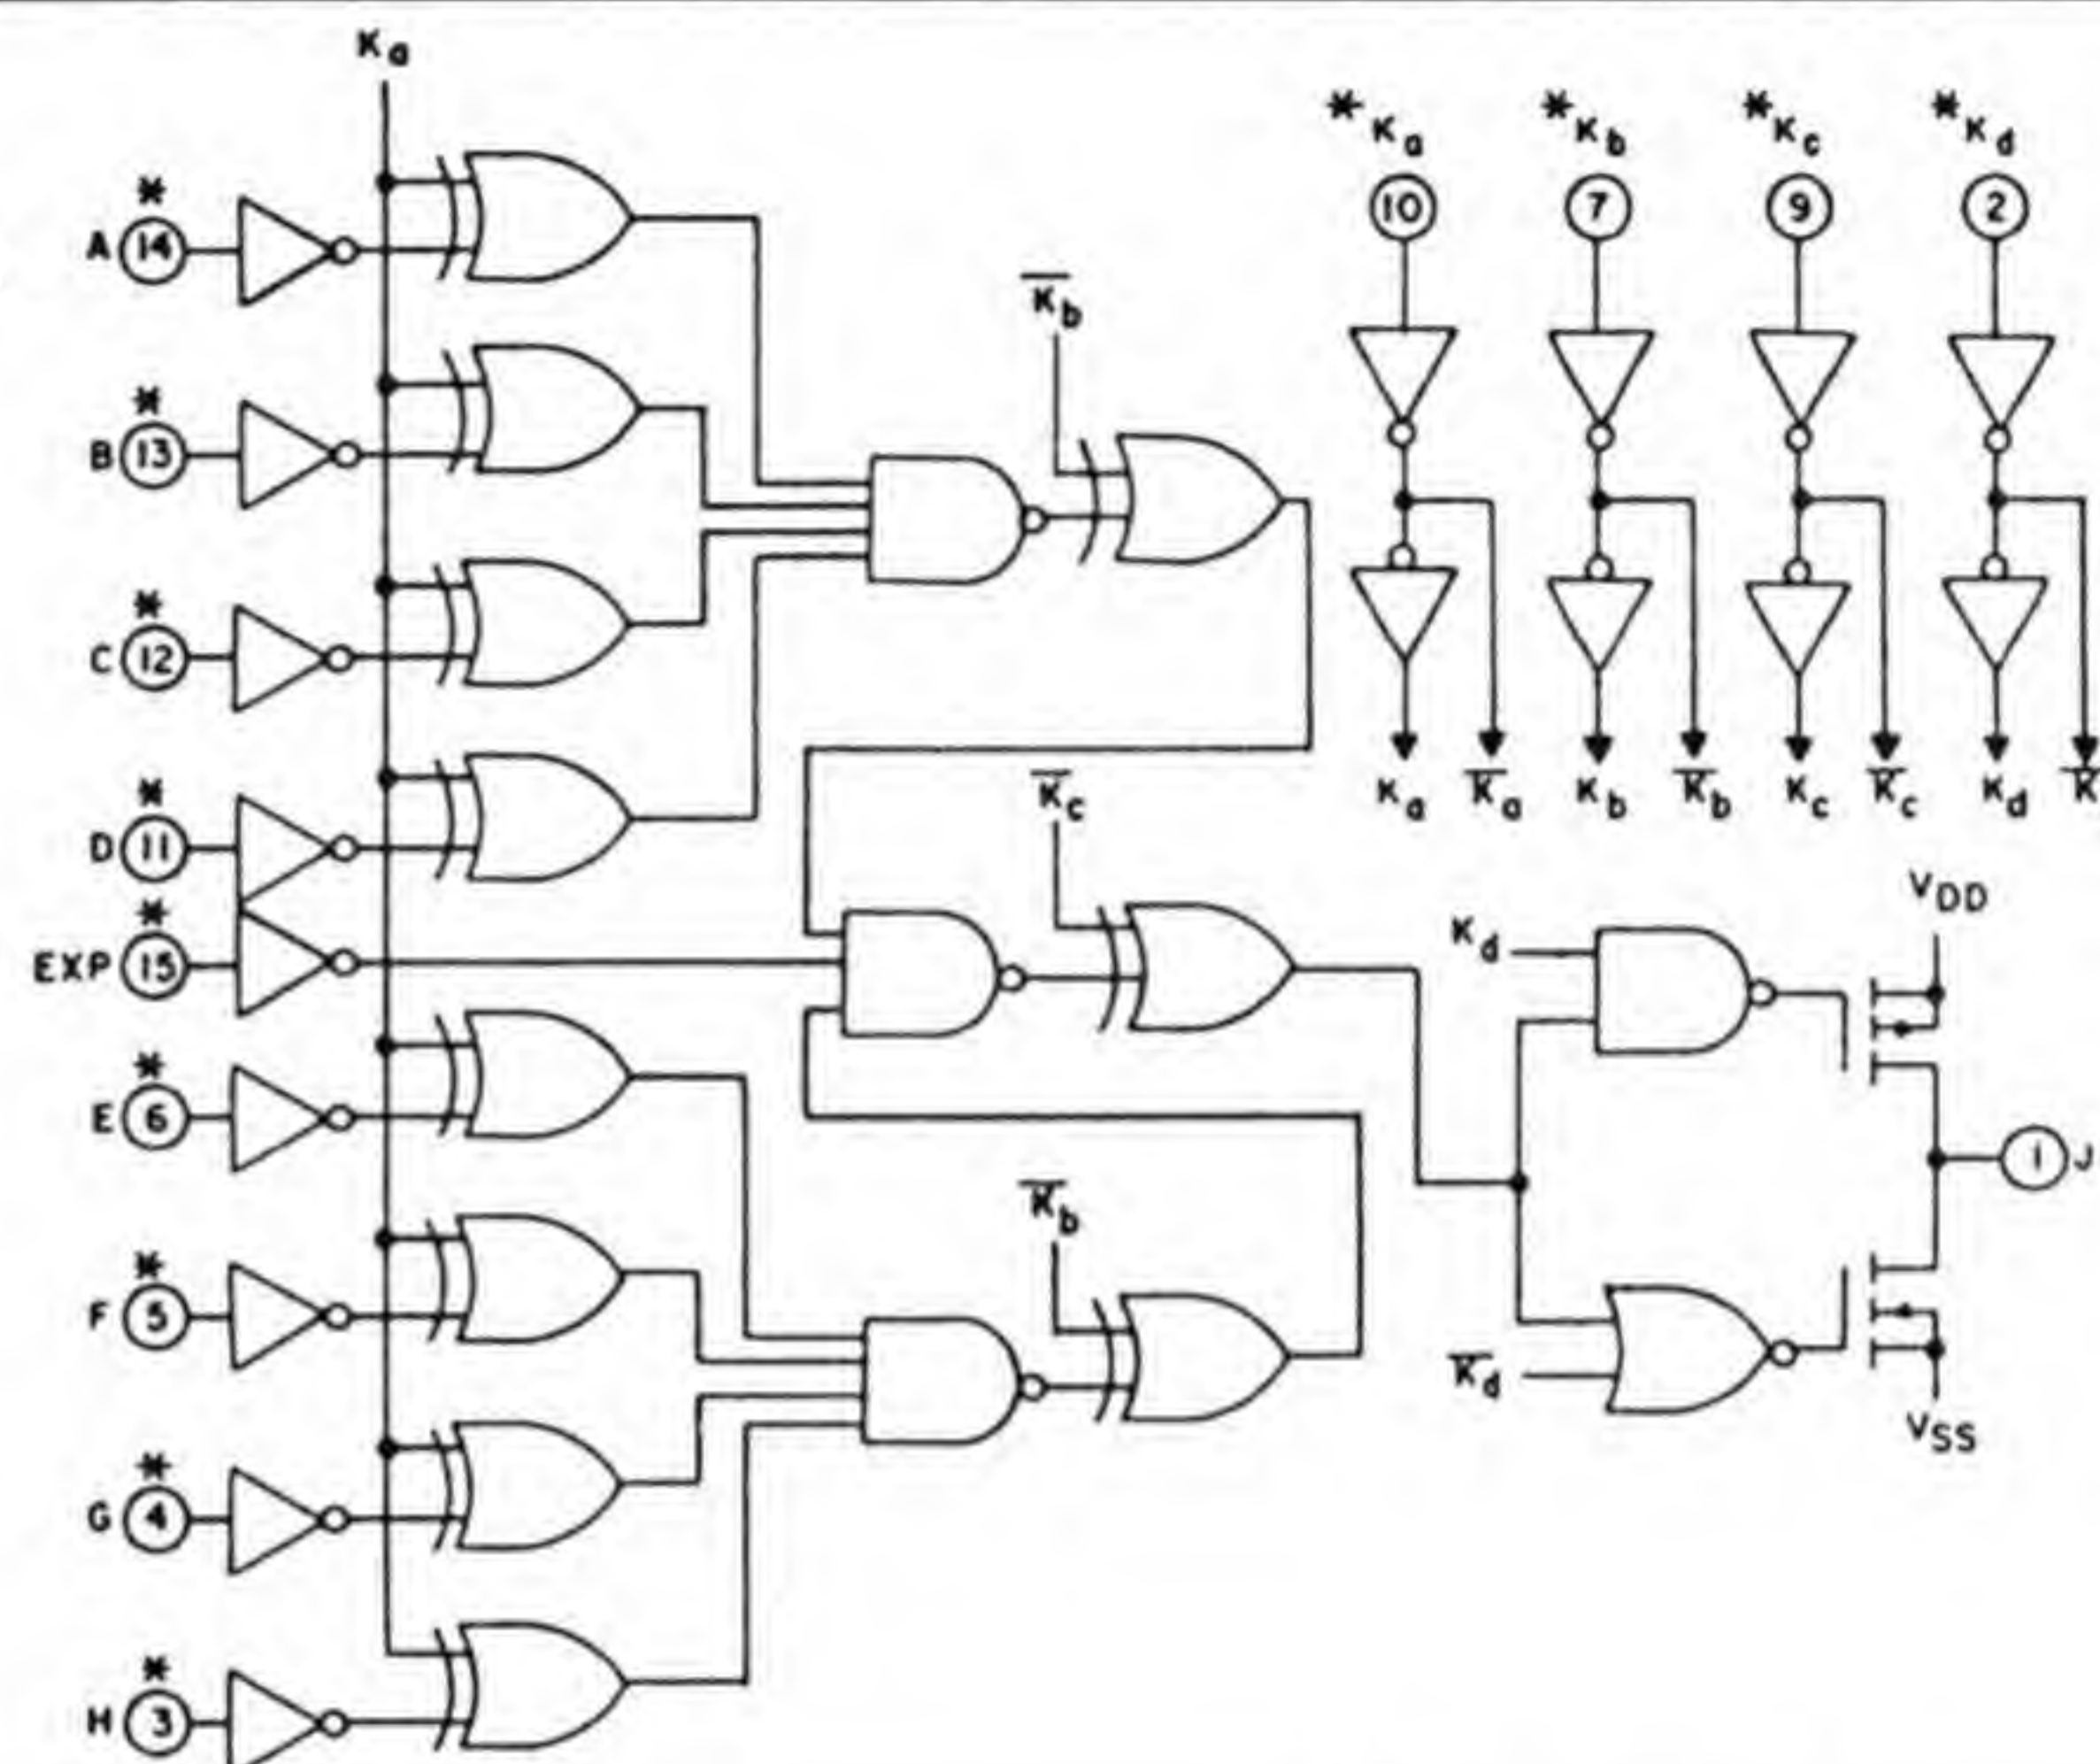 Ka
* * * *
Ka Kb Kc Kd
10 7 9 2
*
A 14
K̅b
*
B 13
*
C 12
Ka K̅a Kb K̅b Kc K̅c Kd K̅
K̅c
*
D 11
VDD
*
EXP 15
Kd
*
E 6
1 J
K̅b
*
F 5
K̅d
VSS
*
G 4
*
H 3